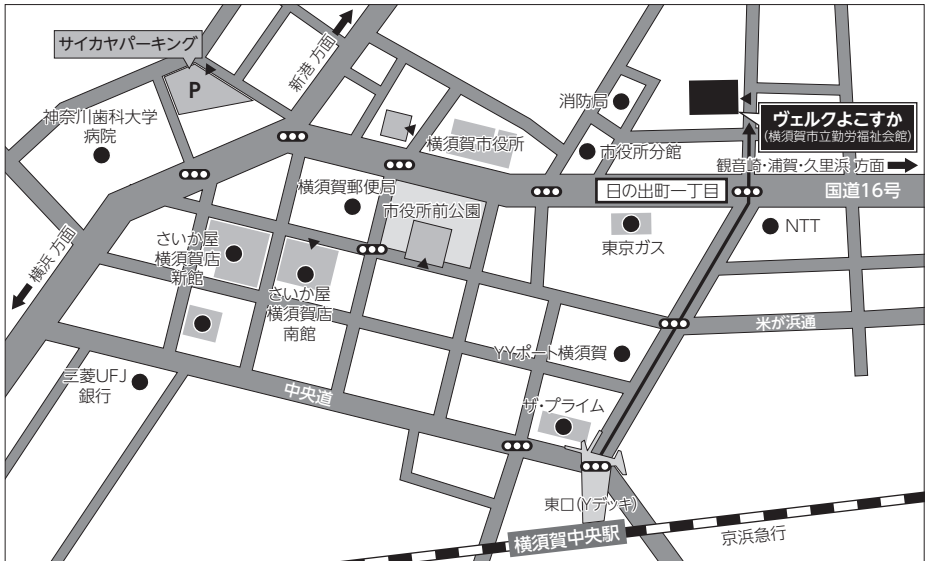 サイカヤパーキング
P
新港 方面
神奈川歯科大学
病院
消防局
横須賀市役所
市役所分館
ヴェルクよこすか
(横須賀市立勤労福祉会館)
観音崎・浦賀・久里浜 方面
国道16号
日の出町一丁目
横須賀郵便局
市役所前公園
東京ガス
NTT
横浜 方面
さいか屋
横須賀店
新館
さいか屋
横須賀店
南館
米が浜通
YYポート横須賀
三菱UFJ
銀行
中央道
ザ・プライム
東口(Yデッキ)
横須賀中央駅
京浜急行